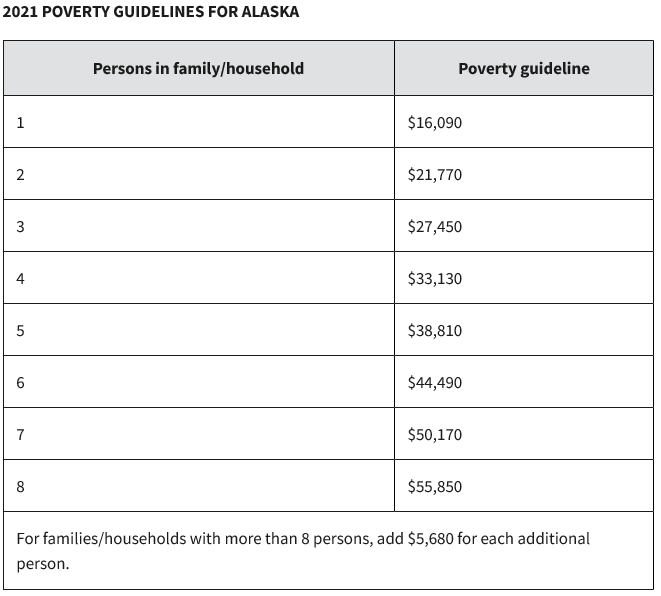 2021 POVERTY GUIDELINES FOR ALASKA
Persons in family/household Poverty guideline
1 $16,090
2 $21,770
3 $27,450
4 $33,130
5 $38,810
6 $44,490
7 $50,170
8 $55,850
For families/households with more than 8 persons, add $5,680 for each additional
person.